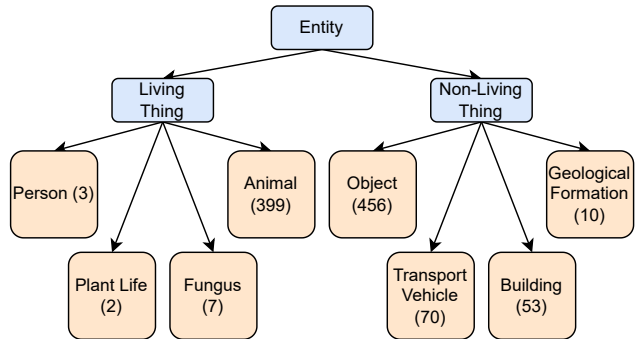 Entity
Living
Thing
Non-Living
Thing
Person (3)
Animal
(399)
Object
(456)
Geological
Formation
(10)
Plant Life
(2)
Fungus
(7)
Transport
Vehicle
(70)
Building
(53)